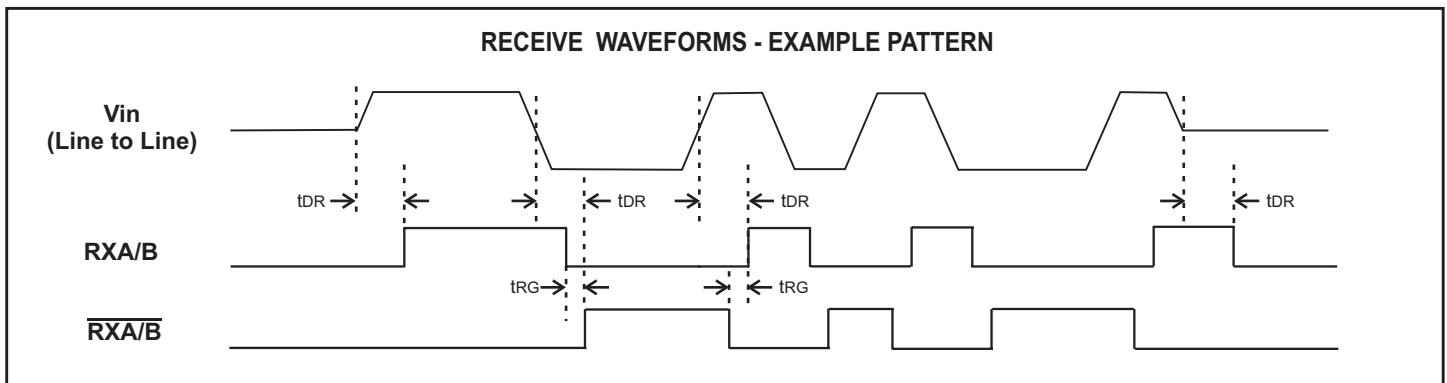 RECEIVE WAVEFORMS - EXAMPLE PATTERN
Vin
(Line to Line)
tDR
tDR
tDR
tDR
RXA/B
tRG
tRG
RXA/B